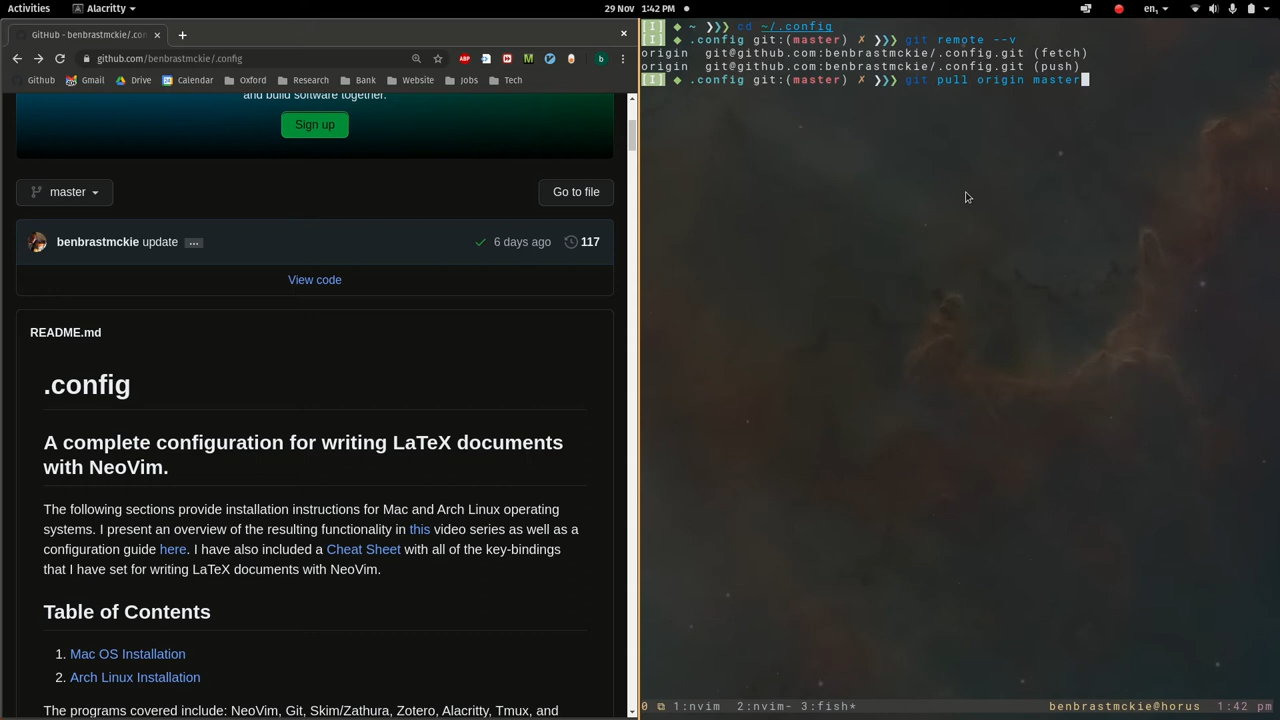 Activities Alacritty 29 Nov 1:42 PM en1
GitHub - benbrastmckie/.con
github.com/benbrastmckie/.config
Github Gmail Drive Calendar Oxford Research Bank Website Jobs Tech
and build software together.
Sign up
master Go to file
benbrastmckie update ... 6 days ago 117
View code
README.md
.config
A complete configuration for writing LaTeX documents
with NeoVim.
The following sections provide installation instructions for Mac and Arch Linux operating
systems. I present an overview of the resulting functionality in this video series as well as a
configuration guide here. I have also included a Cheat Sheet with all of the key-bindings
that I have set for writing LaTeX documents with NeoVim.
Table of Contents
1. Mac OS Installation
2. Arch Linux Installation
The programs covered include: NeoVim, Git, Skim/Zathura, Zotero, Alacritty, Tmux, and
[I] ◆ ~ ❯❯❯ cd ~/.config
[I] ◆ .config git:(master) ✗ ❯❯❯ git remote --v
origin git@github.com:benbrastmckie/.config.git (fetch)
origin git@github.com:benbrastmckie/.config.git (push)
[I] ◆ .config git:(master) ✗ ❯❯❯ git pull origin master
0 1:nvim 2:nvim- 3:fish* benbrastmckie@horus 1:42 pm